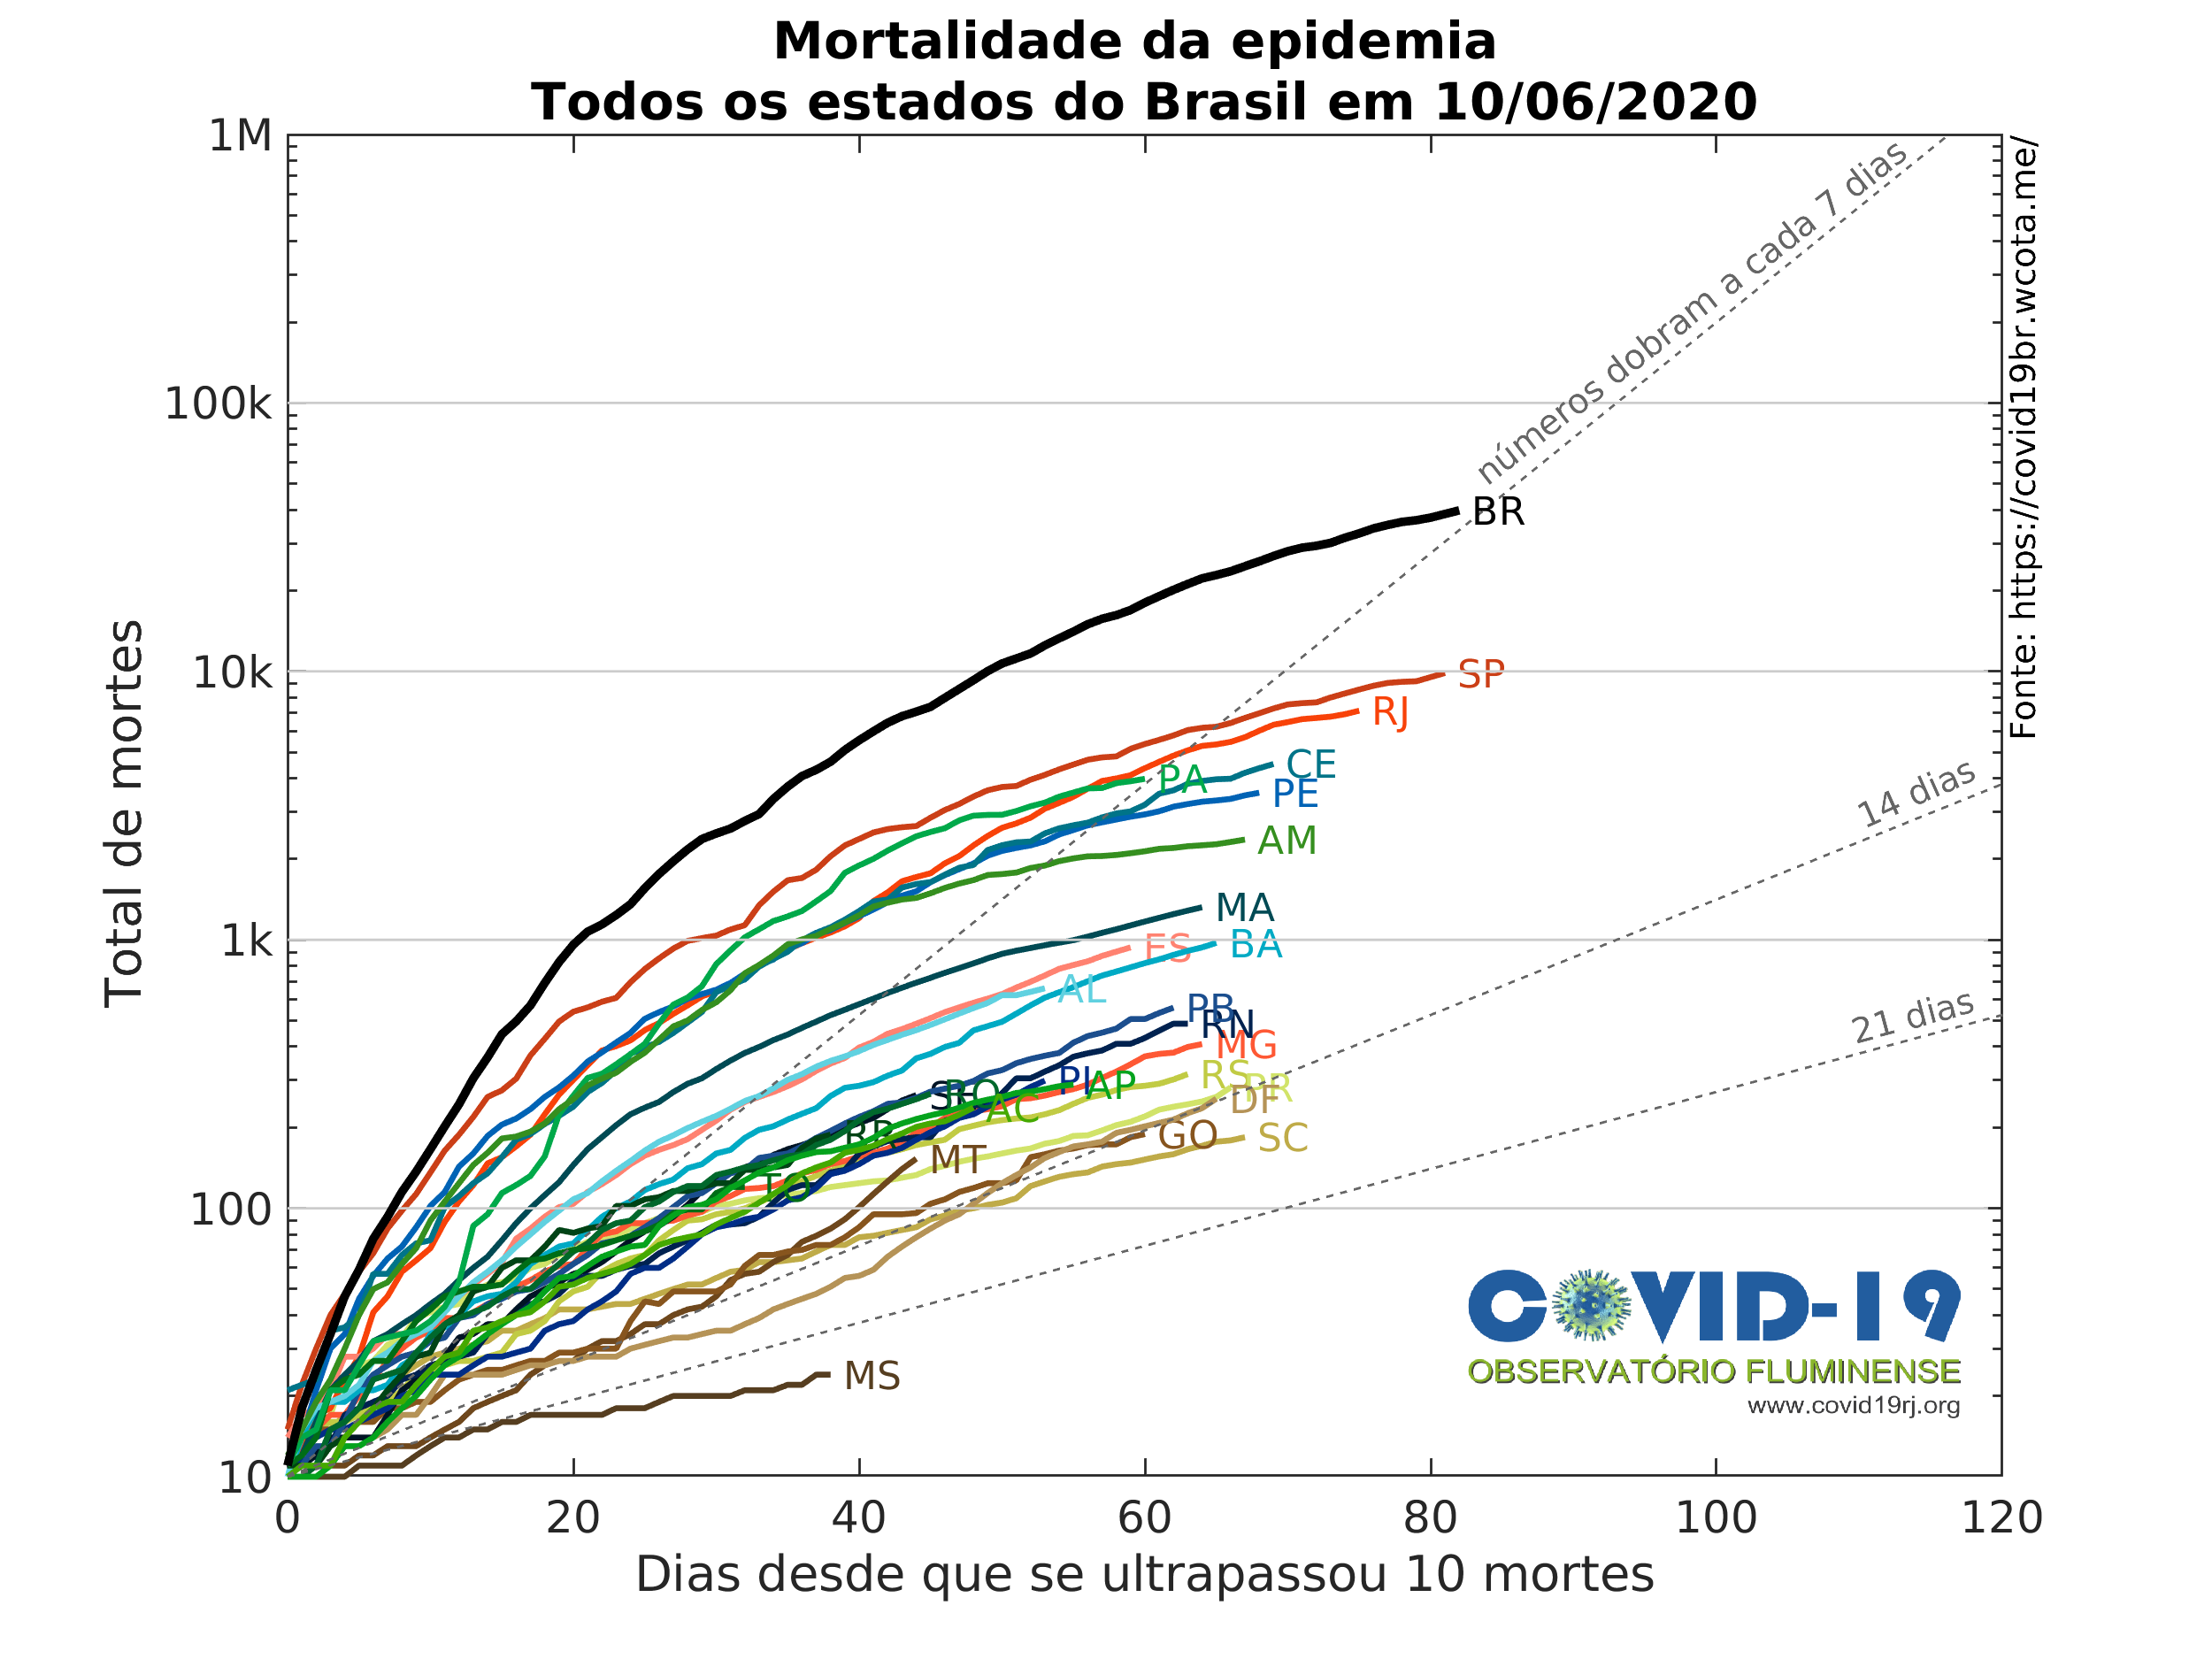 Mortalidade da epidemia
Todos os estados do Brasil em 10/06/2020
1M
100k
10k
1k
100
10
Total de mortes
0 20 40 60 80 100 120
Dias desde que se ultrapassou 10 mortes
Fonte: https://covid19br.wcota.me/
números dobram a cada 7 dias
14 dias
21 dias
BR
SP
RJ
CE
PA
PE
AM
MA
ES
BA
AL
PB
RN
MG
RS
PR
PI
AP
DF
RO
AC
RR
GO
SC
MT
TO
MS
COVID-19
OBSERVATÓRIO FLUMINENSE
www.covid19rj.org